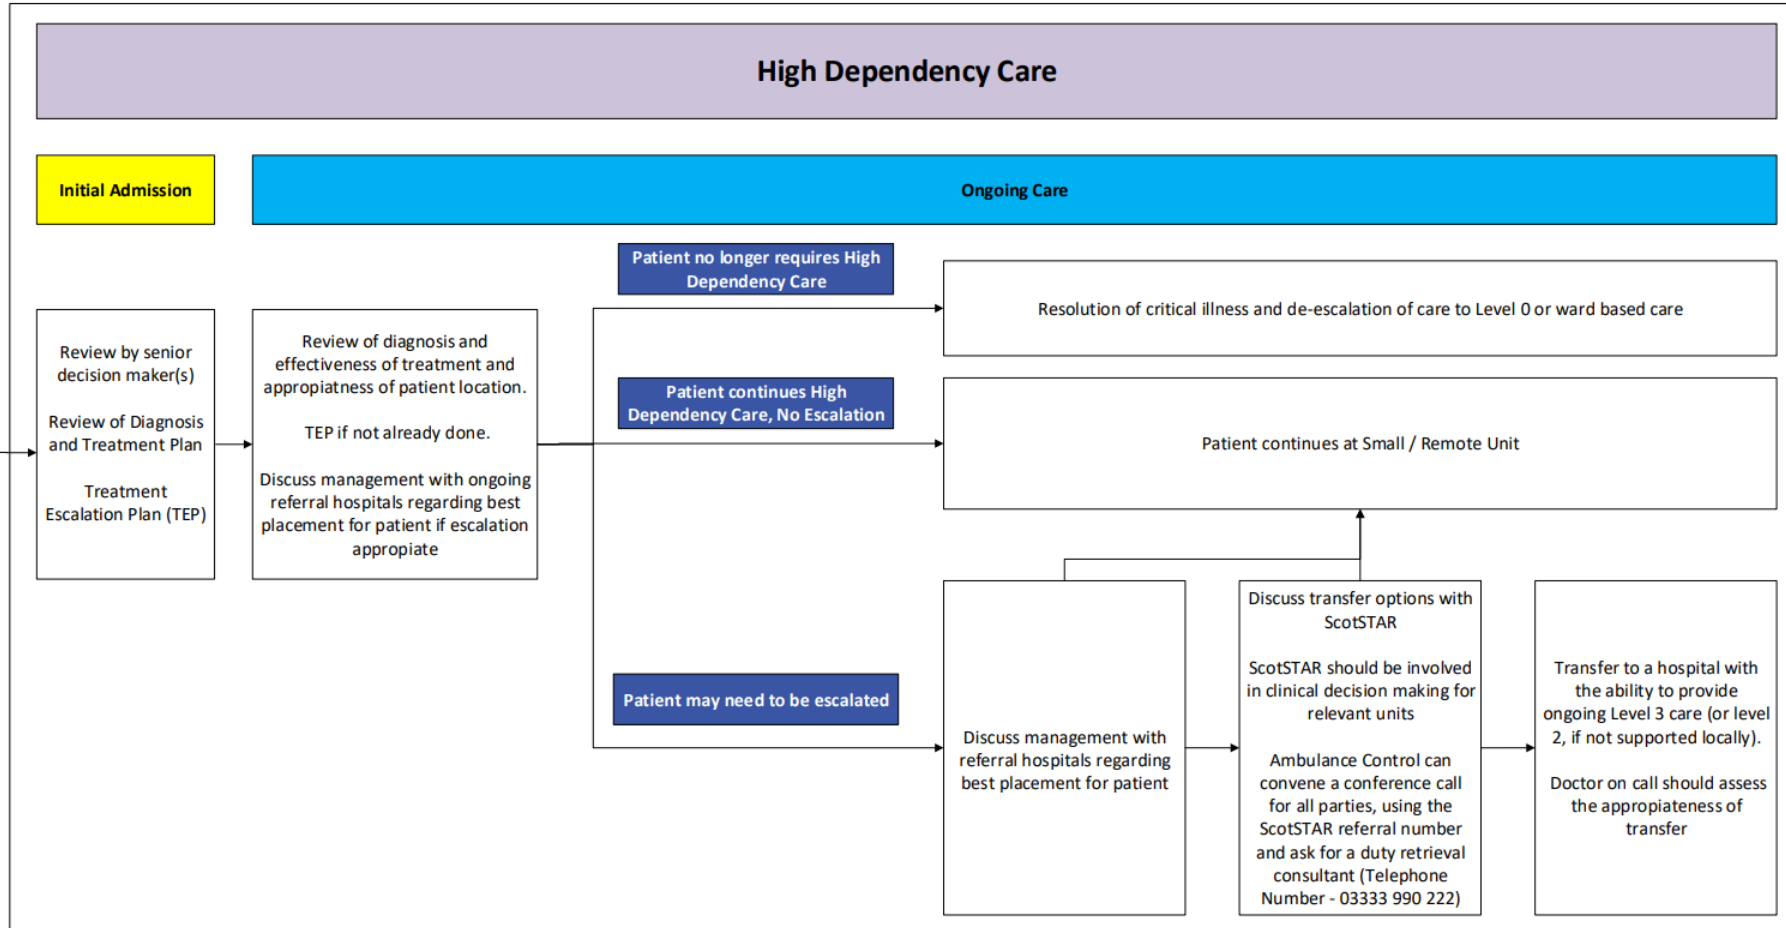 High Dependency Care
Initial Admission
Ongoing Care
Review by senior
decision maker(s)
Review of Diagnosis
and Treatment Plan
Treatment
Escalation Plan (TEP)
Review of diagnosis and
effectiveness of treatment and
appropiatness of patient location.
TEP if not already done.
Discuss management with ongoing
referral hospitals regarding best
placement for patient if escalation
appropiate
Patient no longer requires High
Dependency Care
Resolution of critical illness and de-escalation of care to Level 0 or ward based care
Patient continues High
Dependency Care, No Escalation
Patient continues at Small / Remote Unit
Patient may need to be escalated
Discuss management with
referral hospitals regarding
best placement for patient
Discuss transfer options with
ScotSTAR
ScotSTAR should be involved
in clinical decision making for
relevant units
Ambulance Control can
convene a conference call
for all parties, using the
ScotSTAR referral number
and ask for a duty retrieval
consultant (Telephone
Number - 03333 990 222)
Transfer to a hospital with
the ability to provide
ongoing Level 3 care (or level
2, if not supported locally).
Doctor on call should assess
the appropiateness of
transfer